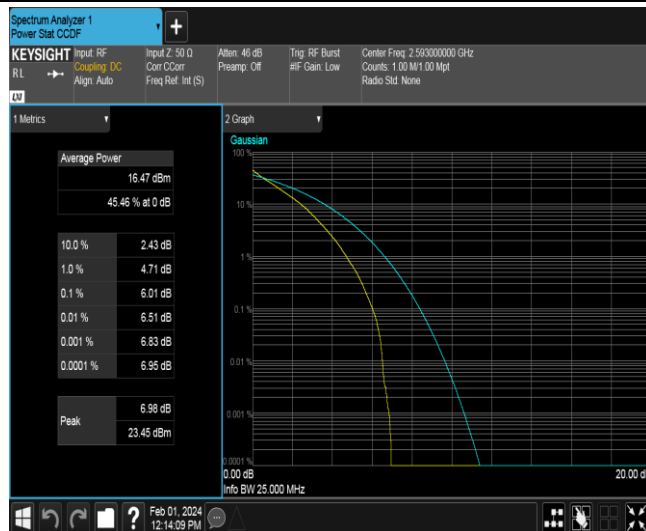 Spectrum Analyzer 1
Power Stat CCDF
+
KEYSIGHT
RL
Input: RF
Coupling: DC
Align: Auto
Input Z: 50 Ω
Corr CCorr
Freq Ref: Int (S)
Atten: 46 dB
Preamp: Off
Trig: RF Burst
#IF Gain: Low
Center Freq: 2.593000000 GHz
Counts: 1.00 M/1.00 Mpt
Radio Std: None
1 Metrics
Average Power
16.47 dBm
45.46 % at 0 dB
10.0 % 2.43 dB
1.0 % 4.71 dB
0.1 % 6.01 dB
0.01 % 6.51 dB
0.001 % 6.83 dB
0.0001 % 6.95 dB
Peak
6.98 dB
23.45 dBm
2 Graph
Gaussian
100 %
10 %
1 %
0.1 %
0.01 %
0.001 %
0.0001 %
0.00 dB
20.00 d
Info BW 25.000 MHz
?
Feb 01, 2024
12:14:09 PM